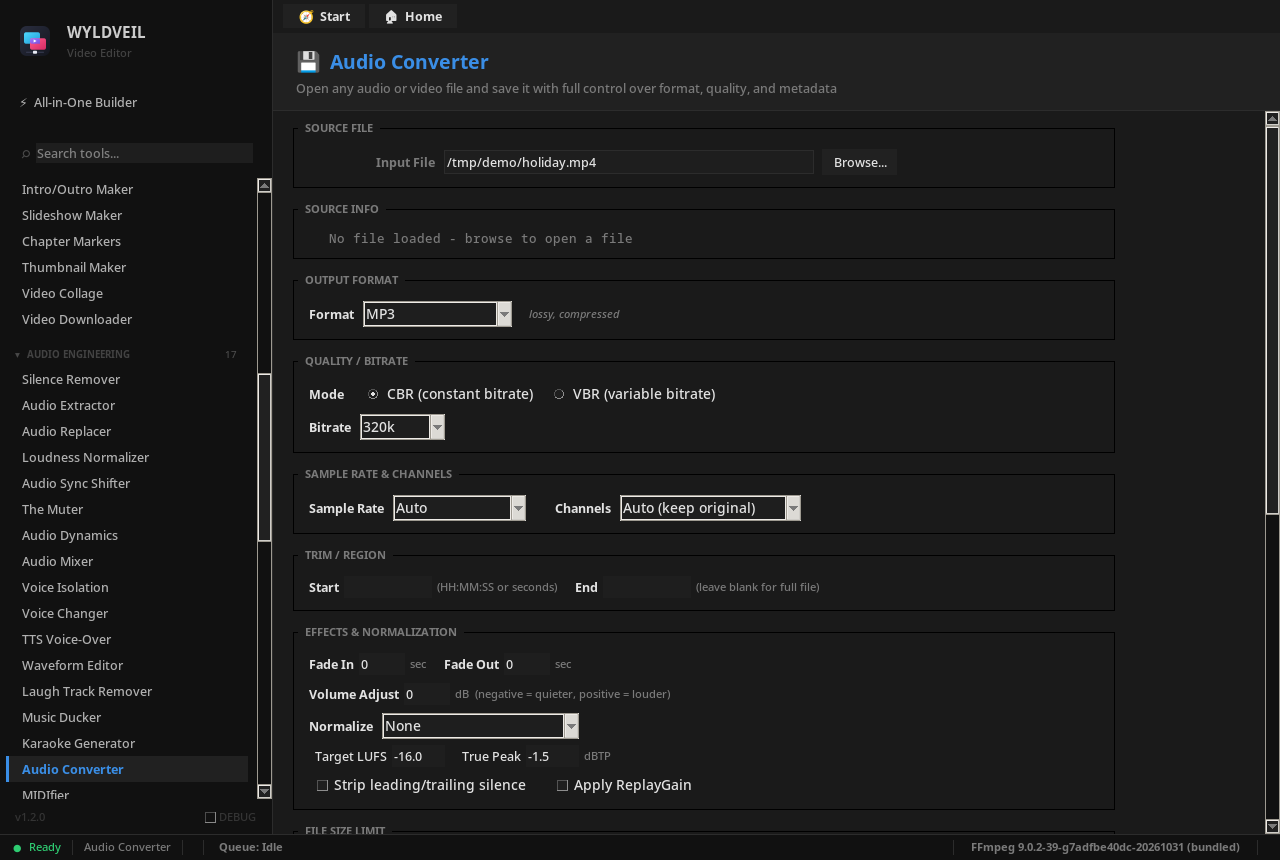 WYLDVEIL
Video Editor
⚡ All-in-One Builder
Search tools...
Intro/Outro Maker
Slideshow Maker
Chapter Markers
Thumbnail Maker
Video Collage
Video Downloader
▾ AUDIO ENGINEERING 17
Silence Remover
Audio Extractor
Audio Replacer
Loudness Normalizer
Audio Sync Shifter
The Muter
Audio Dynamics
Audio Mixer
Voice Isolation
Voice Changer
TTS Voice-Over
Waveform Editor
Laugh Track Remover
Music Ducker
Karaoke Generator
Audio Converter
MIDIfier
v1.2.0 DEBUG
Start Home
Audio Converter
Open any audio or video file and save it with full control over format, quality, and metadata
SOURCE FILE
Input File /tmp/demo/holiday.mp4 Browse...
SOURCE INFO
No file loaded - browse to open a file
OUTPUT FORMAT
Format MP3 lossy, compressed
QUALITY / BITRATE
Mode CBR (constant bitrate) VBR (variable bitrate)
Bitrate 320k
SAMPLE RATE & CHANNELS
Sample Rate Auto Channels Auto (keep original)
TRIM / REGION
Start (HH:MM:SS or seconds) End (leave blank for full file)
EFFECTS & NORMALIZATION
Fade In 0 sec Fade Out 0 sec
Volume Adjust 0 dB (negative = quieter, positive = louder)
Normalize None
Target LUFS -16.0 True Peak -1.5 dBTP
Strip leading/trailing silence Apply ReplayGain
FILE SIZE LIMIT
● Ready Audio Converter Queue: Idle FFmpeg 9.0.2-39-g7adfbe40dc-20261031 (bundled)